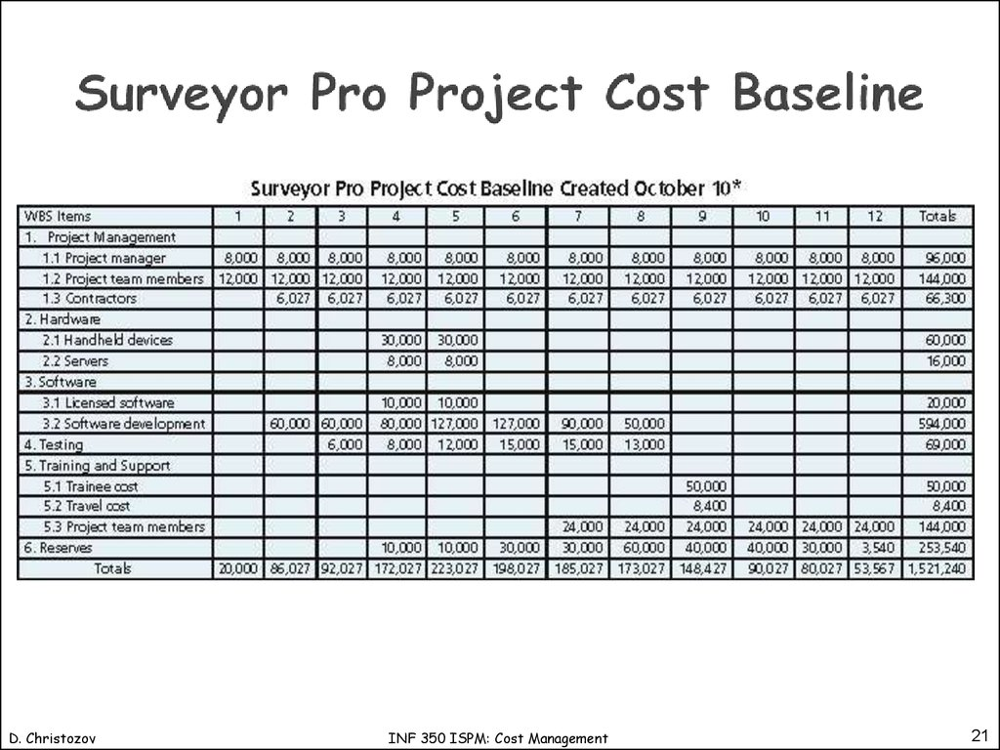 Surveyor Pro Project Cost Baseline
Surveyor Pro Project Cost Baseline Created October 10*
WBS Items 1 2 3 4 5 6 7 8 9 10 11 12 Totals
1. Project Management
1.1 Project manager 8,000 8,000 8,000 8,000 8,000 8,000 8,000 8,000 8,000 8,000 8,000 8,000 96,000
1.2 Project team members 12,000 12,000 12,000 12,000 12,000 12,000 12,000 12,000 12,000 12,000 12,000 12,000 144,000
1.3 Contractors 6,027 6,027 6,027 6,027 6,027 6,027 6,027 6,027 6,027 6,027 6,027 66,300
2. Hardware
2.1 Handheld devices 30,000 30,000 60,000
2.2 Servers 8,000 8,000 16,000
3. Software
3.1 Licensed software 10,000 10,000 20,000
3.2 Software development 60,000 60,000 80,000 127,000 127,000 90,000 50,000 594,000
4. Testing 6,000 8,000 12,000 15,000 15,000 13,000 69,000
5. Training and Support
5.1 Trainee cost 50,000 50,000
5.2 Travel cost 8,400 8,400
5.3 Project team members 24,000 24,000 24,000 24,000 24,000 24,000 144,000
6. Reserves 10,000 10,000 30,000 30,000 60,000 40,000 40,000 30,000 3,540 253,540
Totals 20,000 86,027 92,027 172,027 223,027 198,027 185,027 173,027 148,427 90,027 80,027 53,567 1,521,240
D. Christozov INF 350 ISPM: Cost Management 21